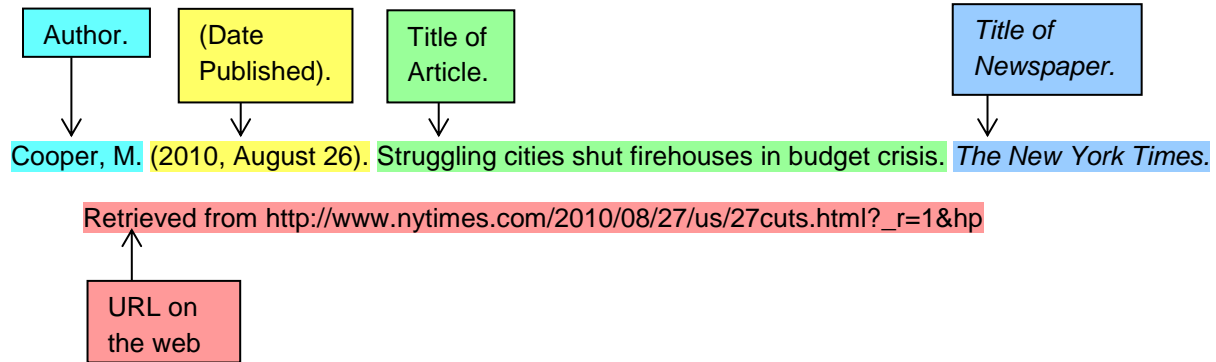 Author.
(Date
Published).
Title of
Article.
Title of
Newspaper.
Cooper, M. (2010, August 26). Struggling cities shut firehouses in budget crisis. The New York Times.
Retrieved from http://www.nytimes.com/2010/08/27/us/27cuts.html?_r=1&hp
URL on
the web